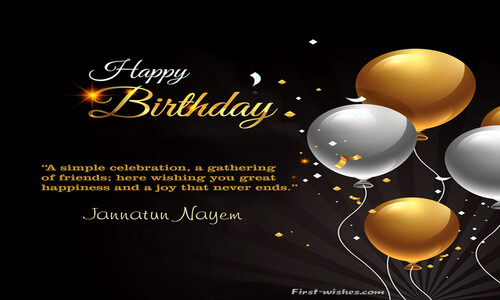 Happy
Birthday
“A simple celebration, a gathering
of friends; here wishing you great
happiness and a joy that never ends.”
Jannatun Nayem
First-wishes.com